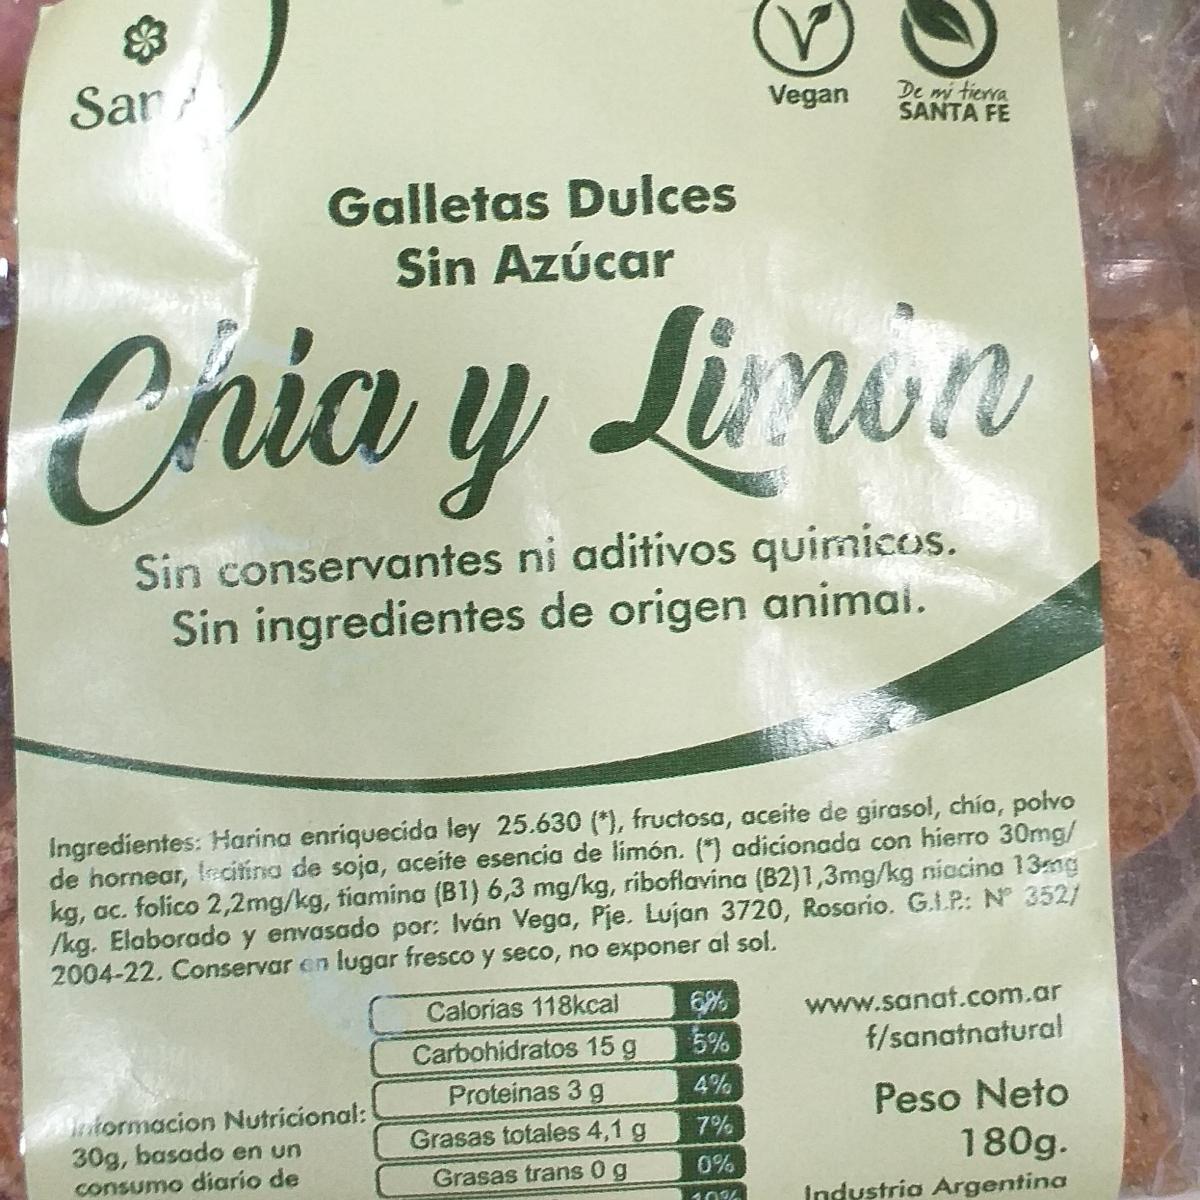 Vegan
De mi tierra
SANTA FE
Galletas Dulces
Sin Azúcar
Chia y Limón
Sin conservantes ni aditivos quimicos.
Sin ingredientes de origen animal.
Ingredientes: Harina enriquecida ley 25.630 (*), fructosa, aceite de girasol, chía, polvo
de hornear, lecitina de soja, aceite esencia de limón. (*) adicionada con hierro 30mg/
kg, ac. folico 2,2mg/kg, tiamina (B1) 6,3 mg/kg, riboflavina (B2)1,3mg/kg niacina 13mg
/kg. Elaborado y envasado por: Iván Vega, Pje. Lujan 3720, Rosario. G.I.P.: Nº 352/
2004-22. Conservar en lugar fresco y seco, no exponer al sol.
Calorias 118kcal 6%
Carbohidratos 15 g 5%
Proteinas 3 g 4%
Grasas totales 4,1 g 7%
Grasas trans 0 g 0%
10%
Informacion Nutricional:
30g, basado en un
consumo diario de
www.sanat.com.ar
f/sanatnatural
Peso Neto
180g.
Industria Argentina